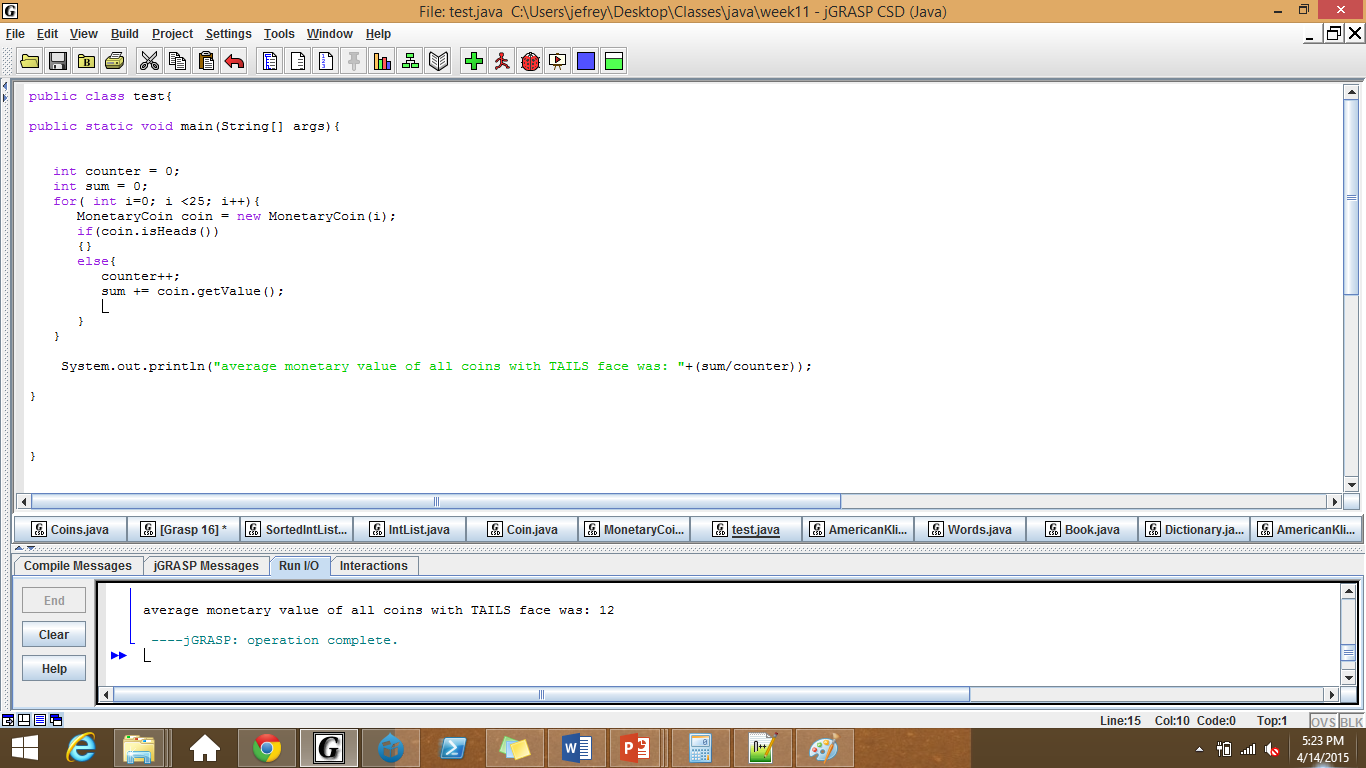 File: test.java  C:\Users\jefrey\Desktop\Classes\java\week11 - jGRASP CSD (Java)
File Edit View Build Project Settings Tools Window Help
public class test{
public static void main(String[] args){
int counter = 0;
int sum = 0;
for( int i=0; i <25; i++){
MonetaryCoin coin = new MonetaryCoin(i);
if(coin.isHeads())
{}
else{
counter++;
sum += coin.getValue();
}
}
System.out.println("average monetary value of all coins with TAILS face was: "+(sum/counter));
}
}
Coins.java [Grasp 16] * SortedIntList... IntList.java Coin.java MonetaryCoi... test.java AmericanKli... Words.java Book.java Dictionary.ja... AmericanKli...
Compile Messages jGRASP Messages Run I/O Interactions
End
Clear
Help
average monetary value of all coins with TAILS face was: 12
----jGRASP: operation complete.
Line:15 Col:10 Code:0 Top:1 OVS BLK
5:23 PM
4/14/2015